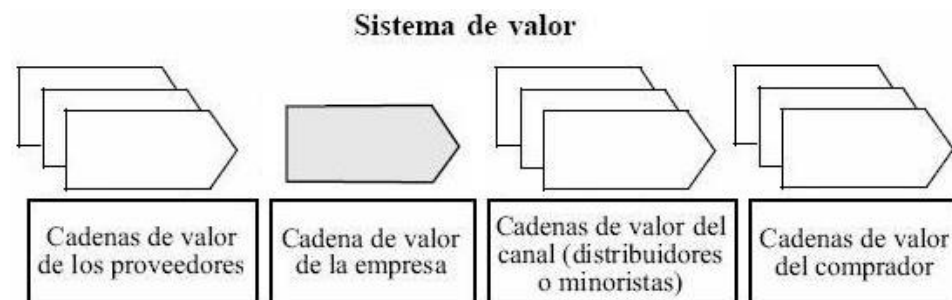 Sistema de valor
Cadenas de valor
de los proveedores
Cadena de valor
de la empresa
Cadenas de valor del
canal (distribuidores
o minoristas)
Cadenas de valor
del comprador